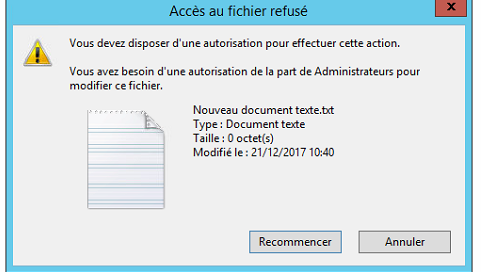 Accès au fichier refusé
x
Vous devez disposer d'une autorisation pour effectuer cette action.
Vous avez besoin d'une autorisation de la part de Administrateurs pour
modifier ce fichier.
Nouveau document texte.txt
Type : Document texte
Taille : 0 octet(s)
Modifié le : 21/12/2017 10:40
Recommencer
Annuler